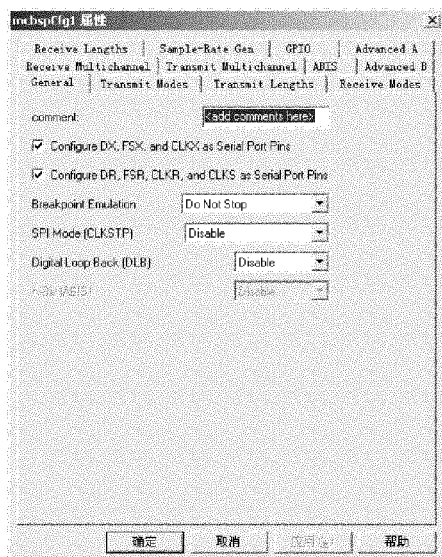 mcbspCfg1 属性
Receive Lengths Sample-Rate Gen GPIO Advanced A
Receive Multichannel Transmit Multichannel ABIS Advanced B
General Transmit Modes Transmit Lengths Receive Modes
comment: <add comments here>
Configure DX, FSX, and CLKX as Serial Port Pins
Configure DR, FSR, CLKR, and CLKS as Serial Port Pins
Breakpoint Emulation Do Not Stop
SPI Mode (CLKSTP) Disable
Digital Loop Back (DLB) Disable
Disable
确定 取消 帮助